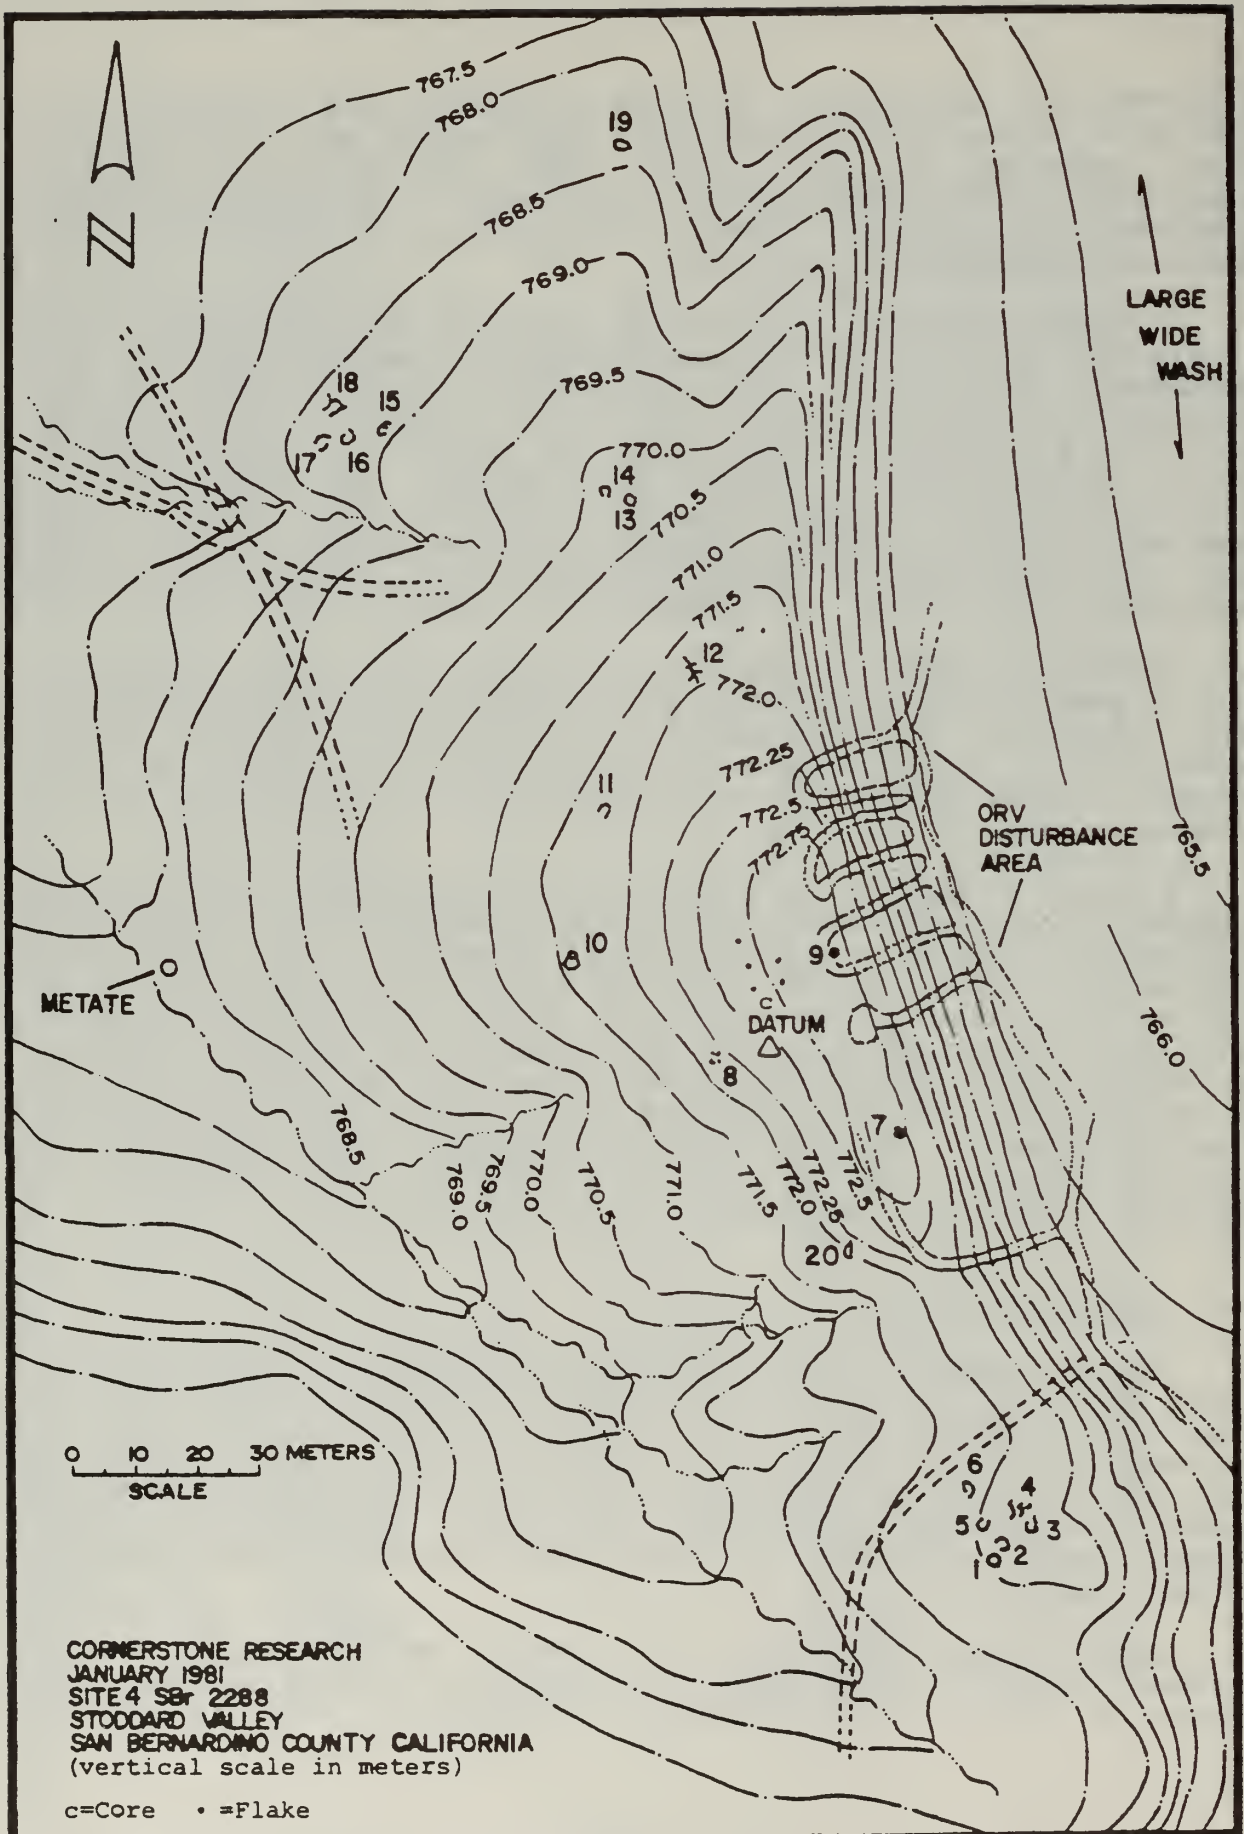 767.5
768.0
19
N
768.5
769.0
LARGE
WIDE
WASH
769.5
18
15
17
16
770.0
14
13
770.5
771.0
771.5
12
772.0
772.25
11
772.5
772.75
ORV
DISTURBANCE
AREA
765.5
10
9
METATE
c
DATUM
766.0
8
7
768.5
769.0
769.5
770.0
770.5
771.0
771.5
772.0
772.25
772.5
20
0 10 20 30 METERS
SCALE
6
4
5
3
2
1
CORNERSTONE RESEARCH
JANUARY 1981
SITE 4 SBr 2288
STODDARD VALLEY
SAN BERNARDINO COUNTY CALIFORNIA
(vertical scale in meters)
c=Core • =Flake